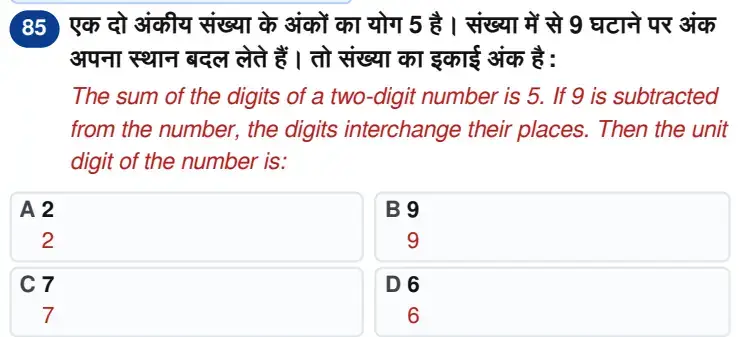 85 एक दो अंकीय संख्या के अंकों का योग 5 है। संख्या में से 9 घटाने पर अंक
अपना स्थान बदल लेते हैं। तो संख्या का इकाई अंक है :
The sum of the digits of a two-digit number is 5. If 9 is subtracted
from the number, the digits interchange their places. Then the unit
digit of the number is:
A 2
2
B 9
9
C 7
7
D 6
6